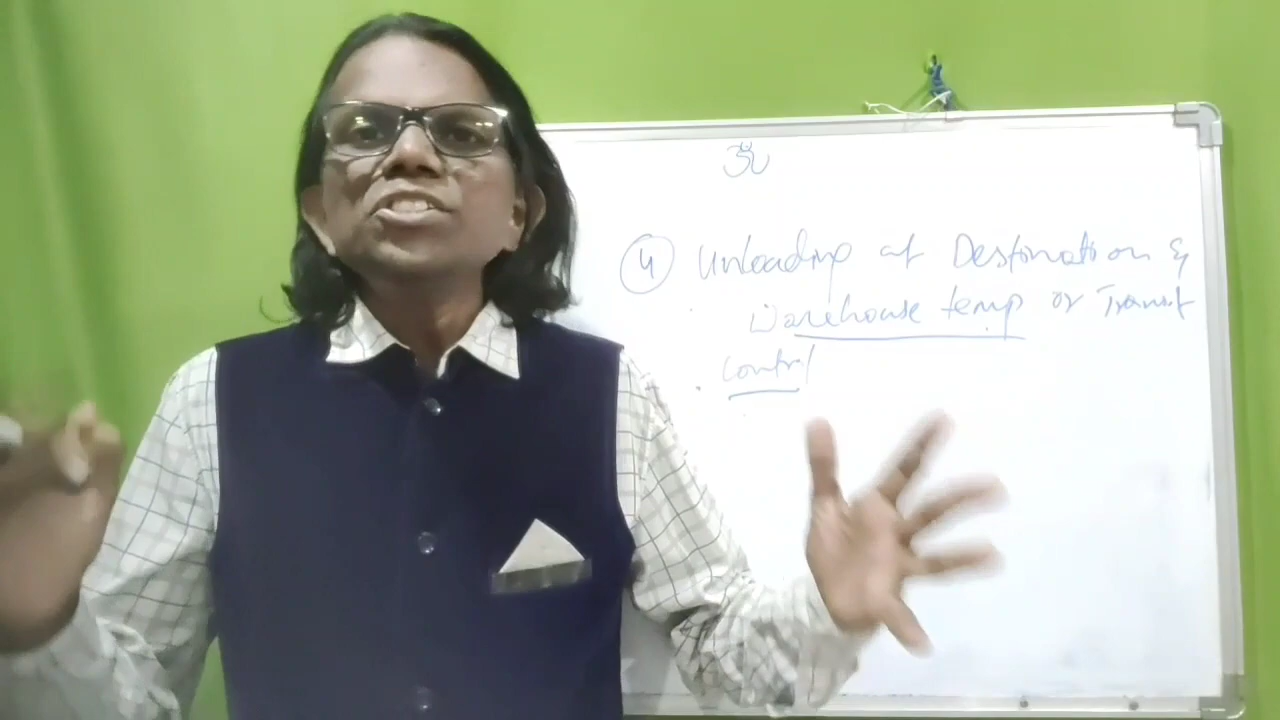 ॐ
④ Unloading at Destination &
Warehouse temp or Transit
Control